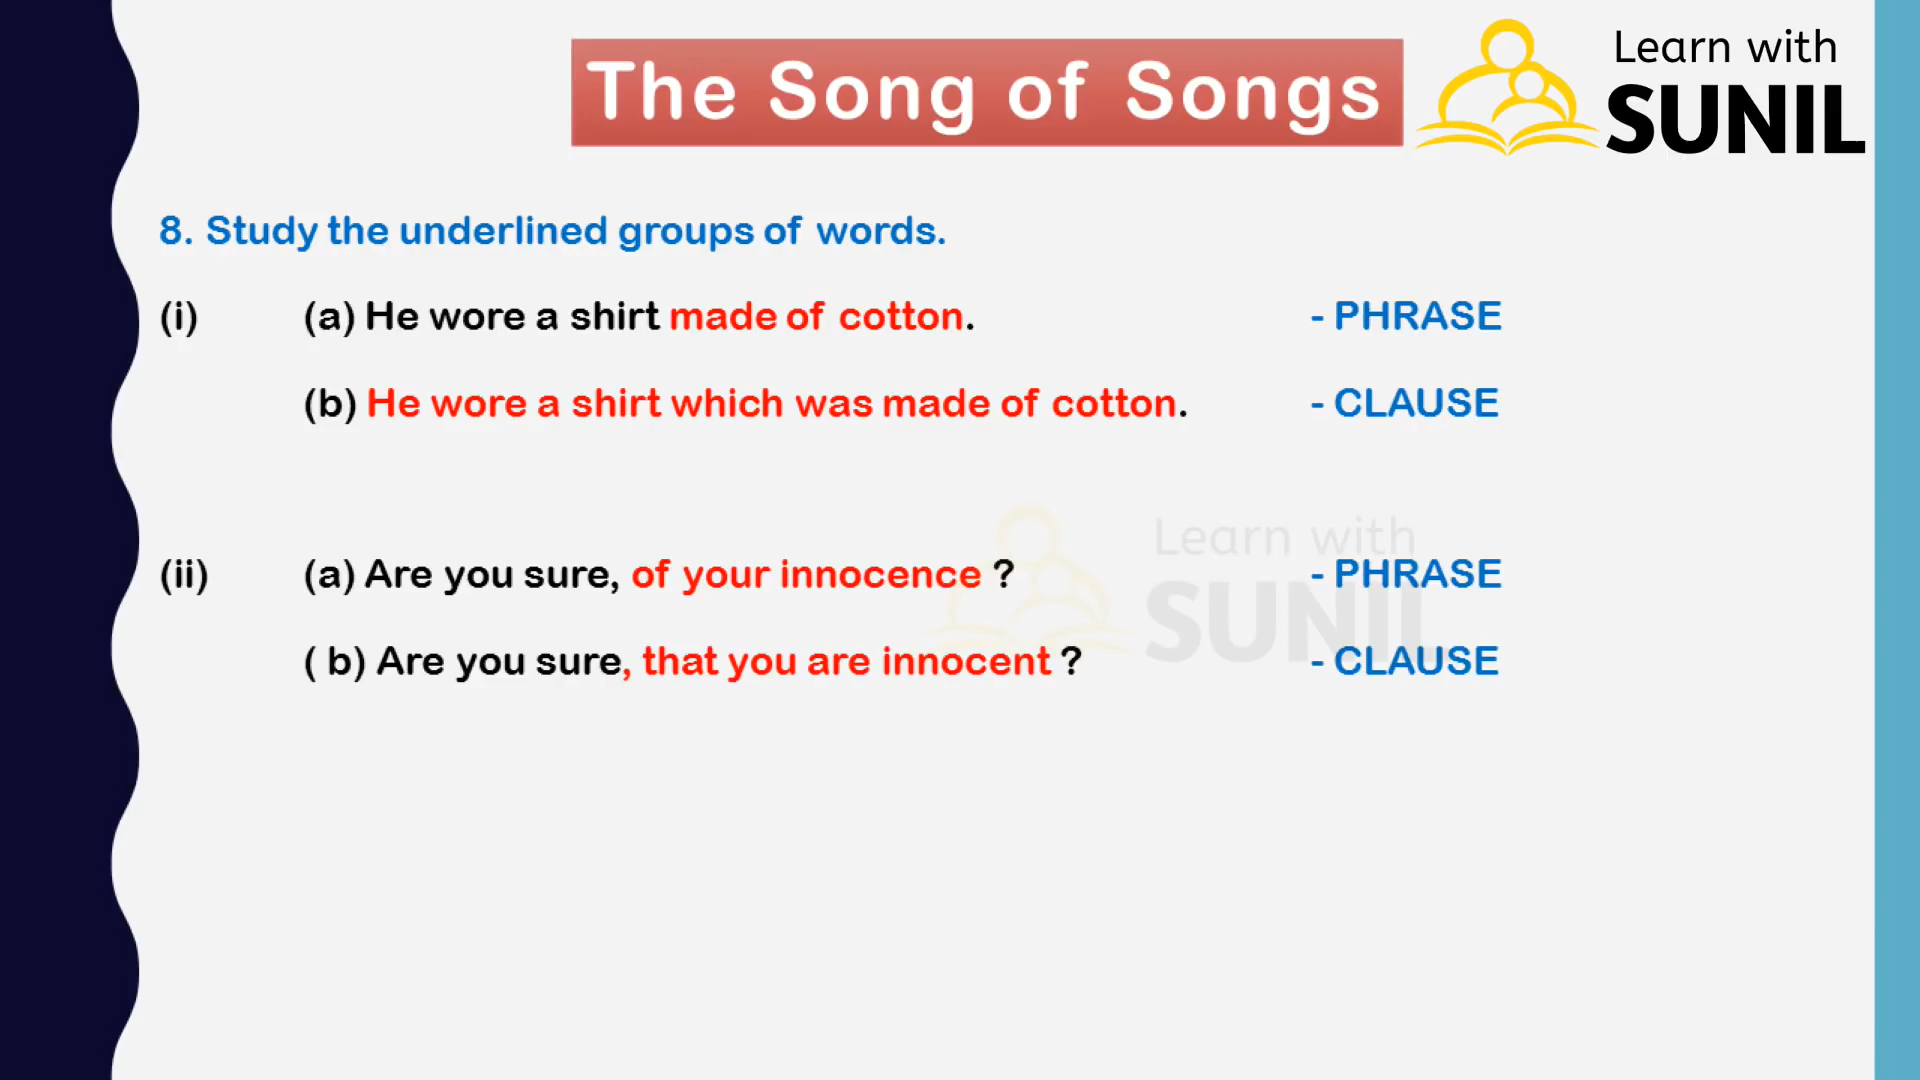 The Song of Songs
Learn with
SUNIL
8. Study the underlined groups of words.
(i) (a) He wore a shirt made of cotton. - PHRASE
(b) He wore a shirt which was made of cotton. - CLAUSE
Learn with
SUNIL
(ii) (a) Are you sure, of your innocence ? - PHRASE
( b) Are you sure, that you are innocent ? - CLAUSE